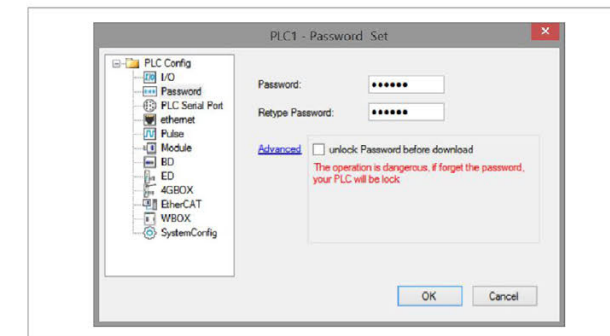 PLC1 - Password Set
PLC Config
I/O
Password
PLC Serial Port
ethernet
Pulse
Module
BD
ED
4GBOX
EtherCAT
WBOX
SystemConfig
Password:
••••••
Retype Password:
••••••
Advanced
unlock Password before download
The operation is dangerous, if forget the password,
your PLC will be lock
OK
Cancel